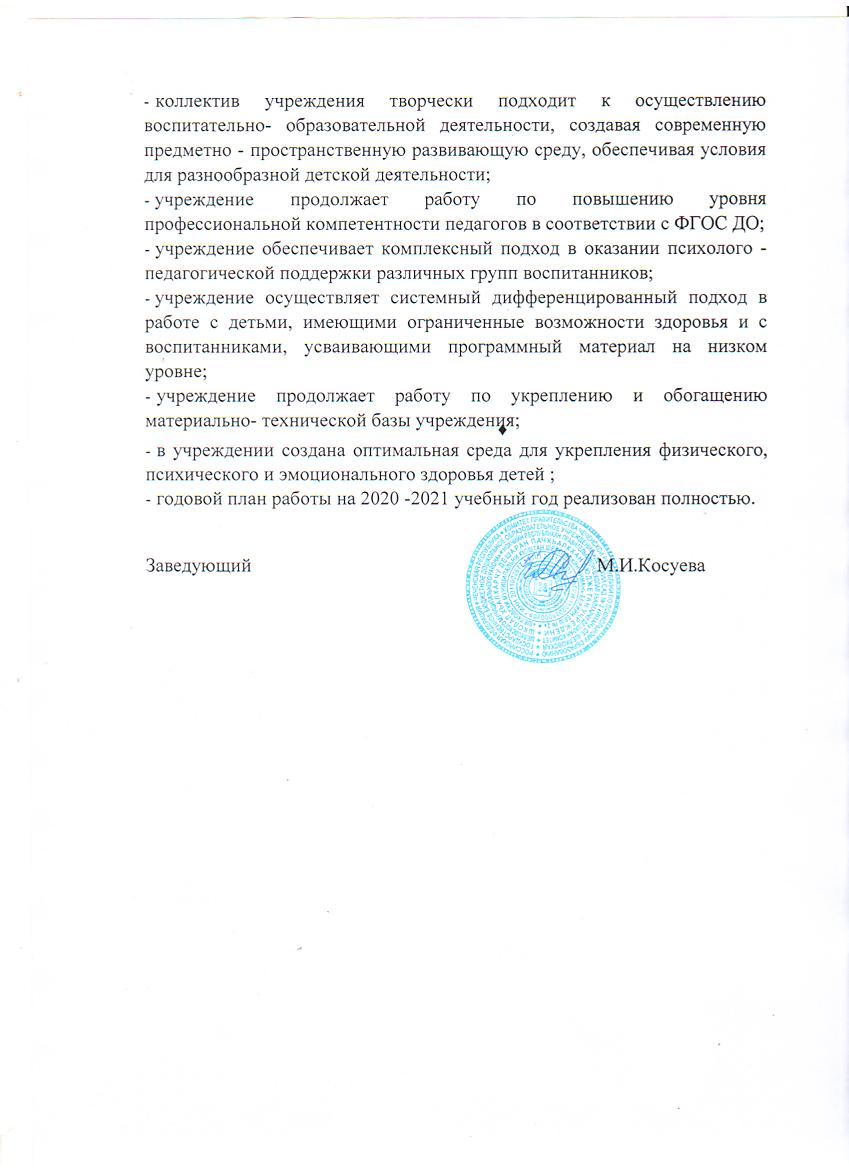 - коллектив учреждения творчески подходит к осуществлению
воспитательно- образовательной деятельности, создавая современную
предметно - пространственную развивающую среду, обеспечивая условия
для разнообразной детской деятельности;
- учреждение продолжает работу по повышению уровня
профессиональной компетентности педагогов в соответствии с ФГОС ДО;
- учреждение обеспечивает комплексный подход в оказании психолого -
педагогической поддержки различных групп воспитанников;
- учреждение осуществляет системный дифференцированный подход в
работе с детьми, имеющими ограниченные возможности здоровья и с
воспитанниками, усваивающими программный материал на низком
уровне;
- учреждение продолжает работу по укреплению и обогащению
материально- технической базы учреждения;
- в учреждении создана оптимальная среда для укрепления физического,
психического и эмоционального здоровья детей ;
- годовой план работы на 2020 -2021 учебный год реализован полностью.
Заведующий М.И.Косуева